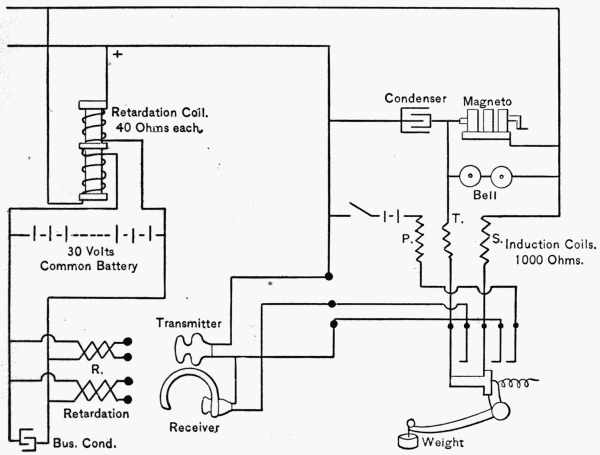 +
Retardation Coil.
40 Ohms each.
Condenser
Magneto
Bell
P.
T.
S.
Induction Coils.
1000 Ohms.
30 Volts
Common Battery
Transmitter
R.
Retardation
Receiver
Bus. Cond.
Weight